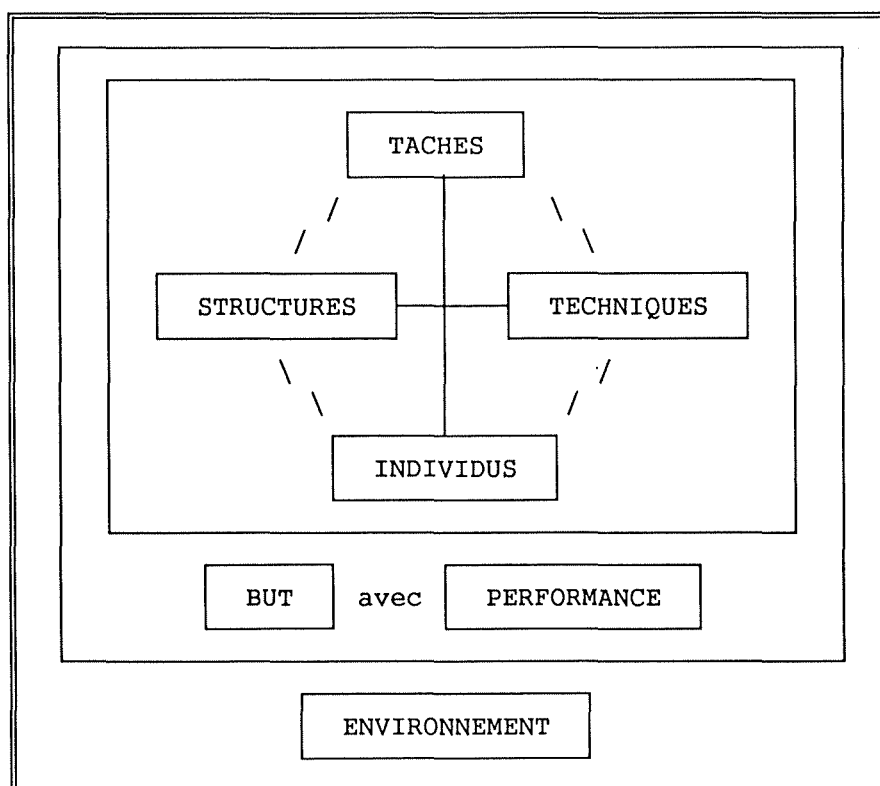 TACHES
STRUCTURES TECHNIQUES
INDIVIDUS
BUT avec PERFORMANCE
ENVIRONNEMENT